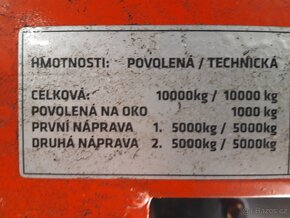 HMOTNOSTI: POVOLENÁ / TECHNICKÁ
CELKOVÁ: 10000kg / 10000 kg
POVOLENÁ NA OKO 1000 kg
PRVNÍ NÁPRAVA 1. 5000kg / 5000kg
DRUHÁ NÁPRAVA 2. 5000kg / 5000kg